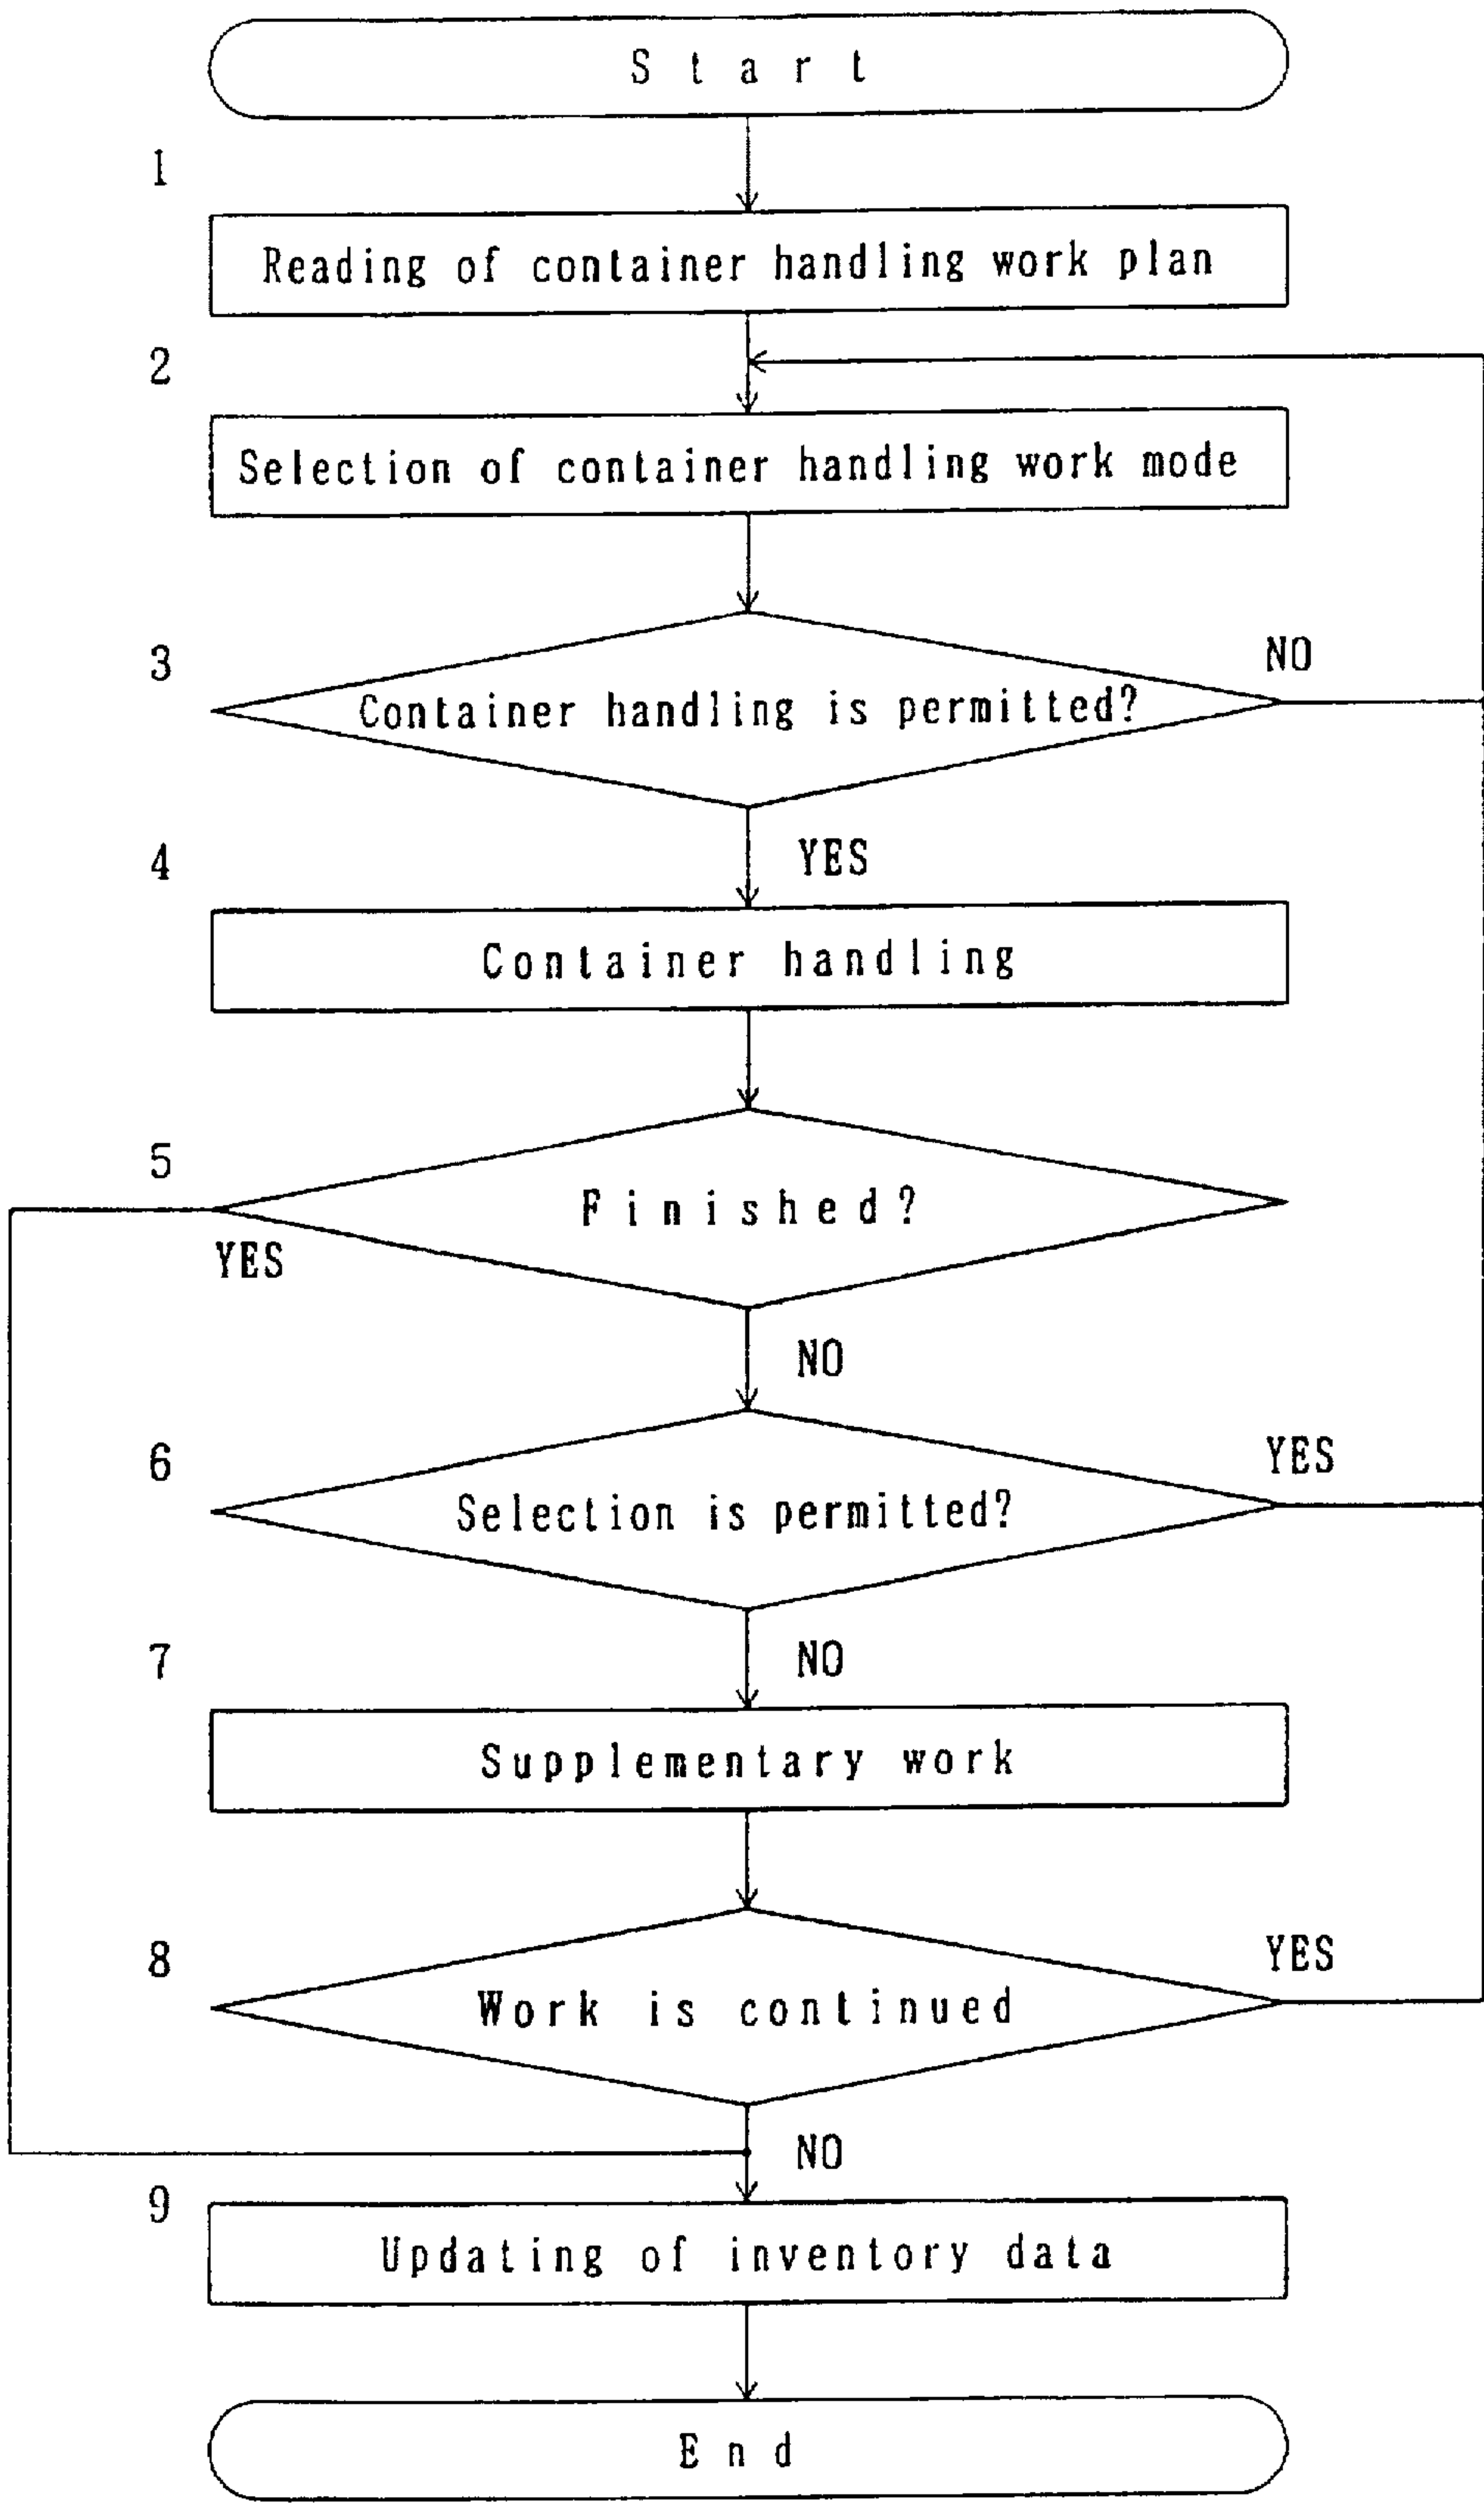 Start
1
Reading of container handling work plan
2
Selection of container handling work mode
3
NO
Container handling is permitted?
4
YES
Container handling
5
Finished?
YES
NO
6
YES
Selection is permitted?
7
NO
Supplementary work
8
YES
Work is continued
NO
9
Updating of inventory data
End